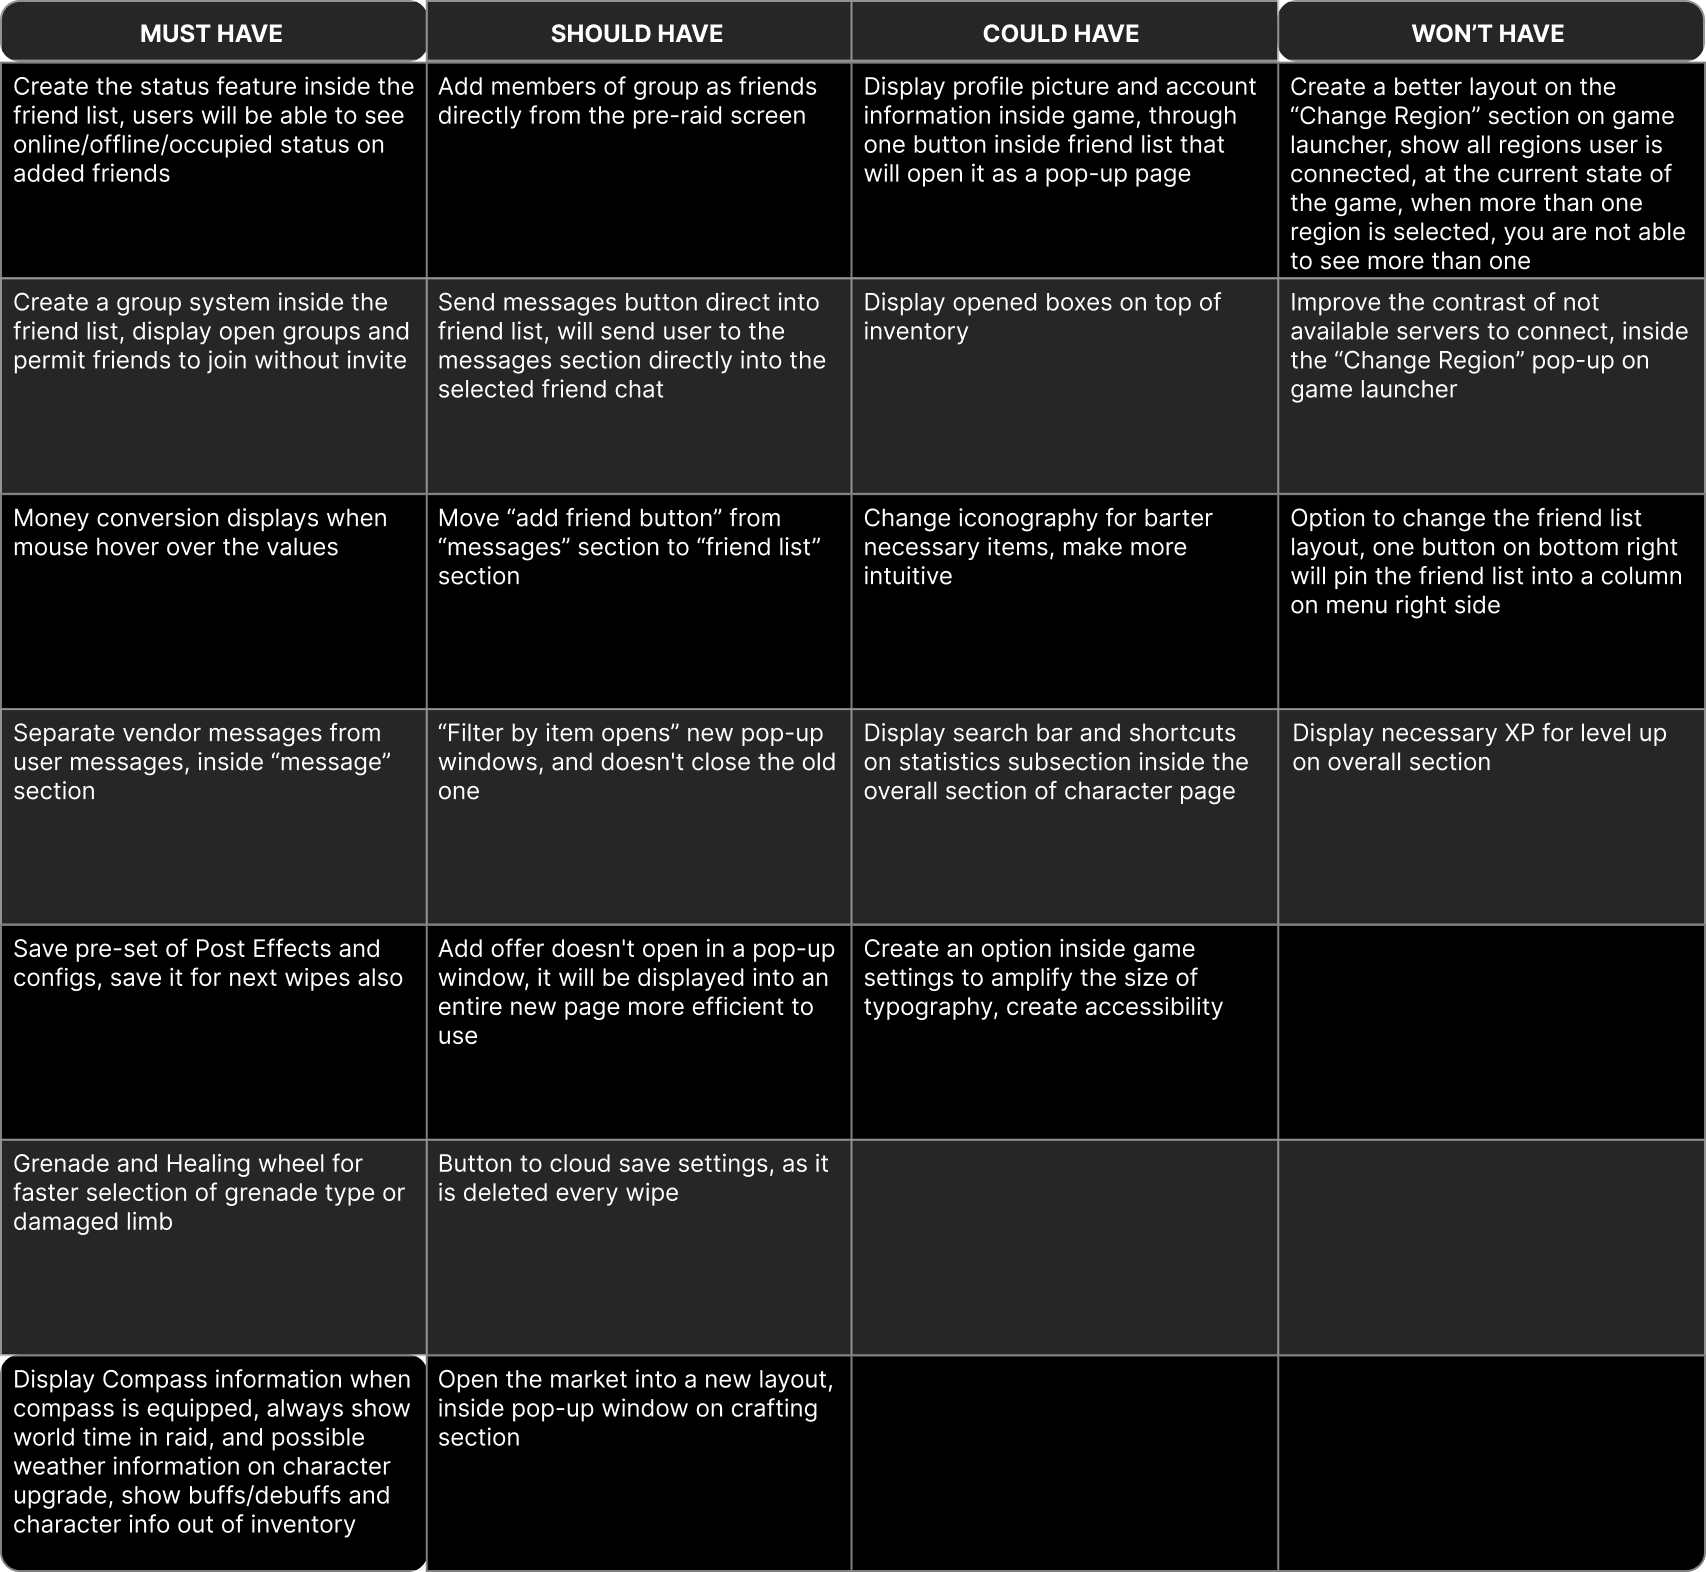 MUST HAVE
SHOULD HAVE
COULD HAVE
WON’T HAVE
Create the status feature inside the
friend list, users will be able to see
online/offline/occupied status on
added friends
Add members of group as friends
directly from the pre-raid screen
Display profile picture and account
information inside game, through
one button inside friend list that
will open it as a pop-up page
Create a better layout on the
“Change Region” section on game
launcher, show all regions user is
connected, at the current state of
the game, when more than one
region is selected, you are not able
to see more than one
Create a group system inside the
friend list, display open groups and
permit friends to join without invite
Send messages button direct into
friend list, will send user to the
messages section directly into the
selected friend chat
Display opened boxes on top of
inventory
Improve the contrast of not
available servers to connect, inside
the “Change Region” pop-up on
game launcher
Money conversion displays when
mouse hover over the values
Move “add friend button” from
“messages” section to “friend list”
section
Change iconography for barter
necessary items, make more
intuitive
Option to change the friend list
layout, one button on bottom right
will pin the friend list into a column
on menu right side
Separate vendor messages from
user messages, inside “message”
section
“Filter by item opens” new pop-up
windows, and doesn't close the old
one
Display search bar and shortcuts
on statistics subsection inside the
overall section of character page
Display necessary XP for level up
on overall section
Save pre-set of Post Effects and
configs, save it for next wipes also
Add offer doesn't open in a pop-up
window, it will be displayed into an
entire new page more efficient to
use
Create an option inside game
settings to amplify the size of
typography, create accessibility
Grenade and Healing wheel for
faster selection of grenade type or
damaged limb
Button to cloud save settings, as it
is deleted every wipe
Display Compass information when
compass is equipped, always show
world time in raid, and possible
weather information on character
upgrade, show buffs/debuffs and
character info out of inventory
Open the market into a new layout,
inside pop-up window on crafting
section